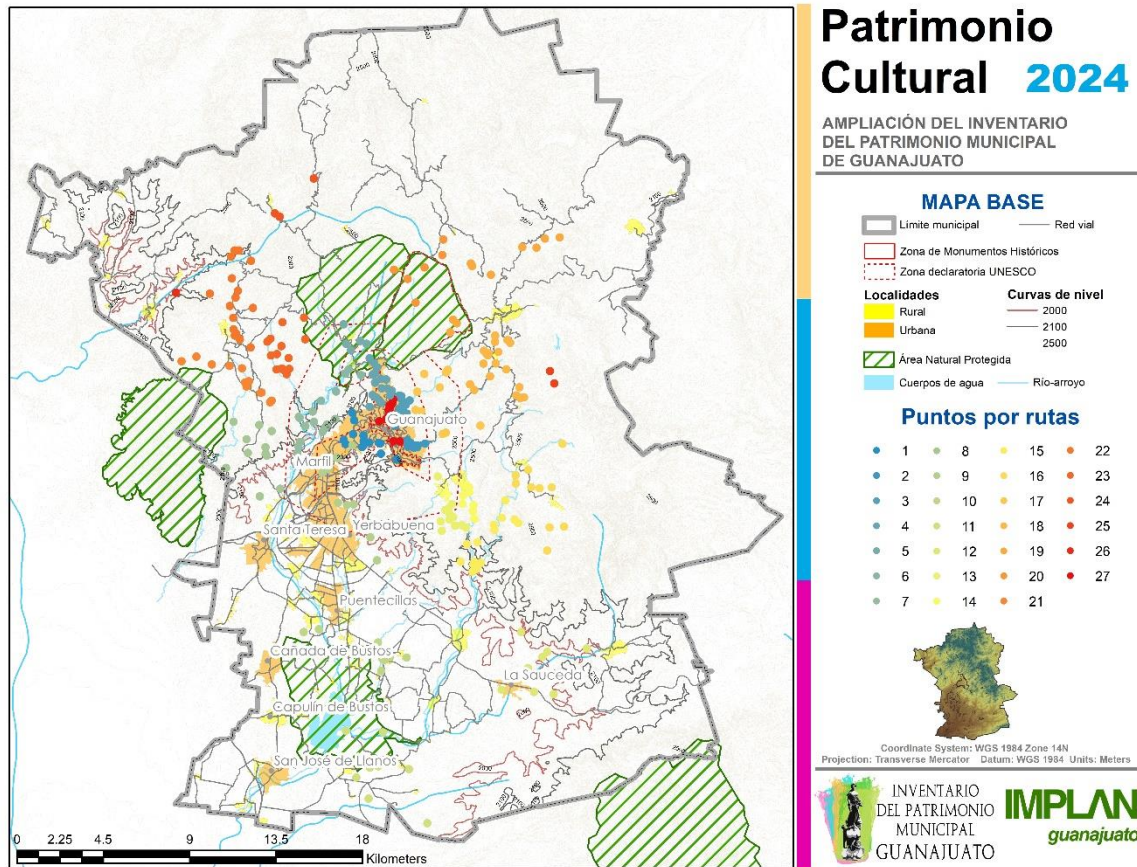 Patrimonio
Cultural 2024
AMPLIACIÓN DEL INVENTARIO
DEL PATRIMONIO MUNICIPAL
DE GUANAJUATO
MAPA BASE
Límite municipal
Red vial
Zona de Monumentos Históricos
Zona declaratoria UNESCO
Localidades
Rural
Urbana
Curvas de nivel
2000
2100
2500
Área Natural Protegida
Cuerpos de agua
Río-arroyo
Puntos por rutas
1 8 15 22
2 9 16 23
3 10 17 24
4 11 18 25
5 12 19 26
6 13 20 27
7 14 21
Coordinate System: WGS 1984 Zone 14N
Projection: Transverse Mercator Datum: WGS 1984 Units: Meters
INVENTARIO
DEL PATRIMONIO
MUNICIPAL
GUANAJUATO
IMPLAN
guanajuato
Guanajuato
Marfil
Santa Teresa
Yerbabuena
Puentecillas
Cañada de Bustos
La Sauceda
Capulín de Bustos
San José de Llanos
0 2.25 4.5 9 13.5 18
Kilometers